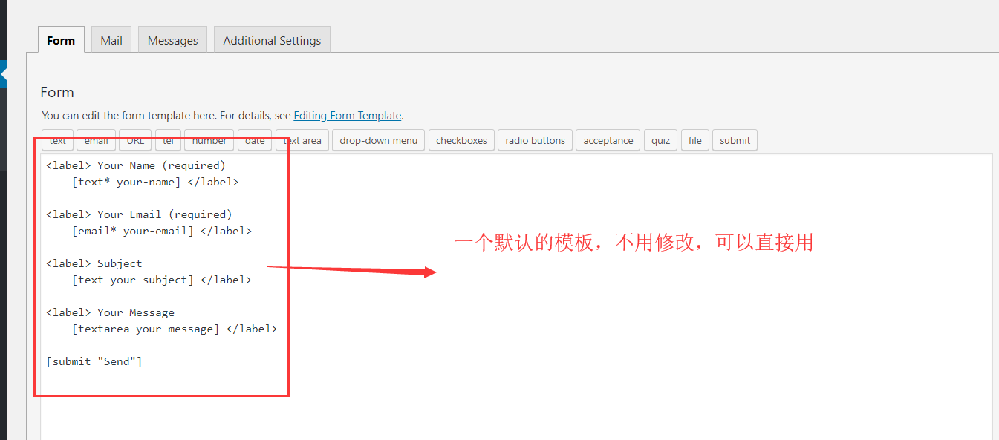 Form Mail Messages Additional Settings
Form
You can edit the form template here. For details, see Editing Form Template.
text email URL tel number date text area drop-down menu checkboxes radio buttons acceptance quiz file submit
<label> Your Name (required)
[text* your-name] </label>
<label> Your Email (required)
[email* your-email] </label>
一个默认的模板，不用修改，可以直接用
<label> Subject
[text your-subject] </label>
<label> Your Message
[textarea your-message] </label>
[submit "Send"]